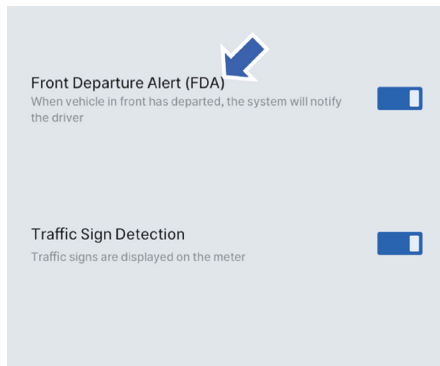 Front Departure Alert (FDA)
When vehicle in front has departed, the system will notify
the driver
Traffic Sign Detection
Traffic signs are displayed on the meter